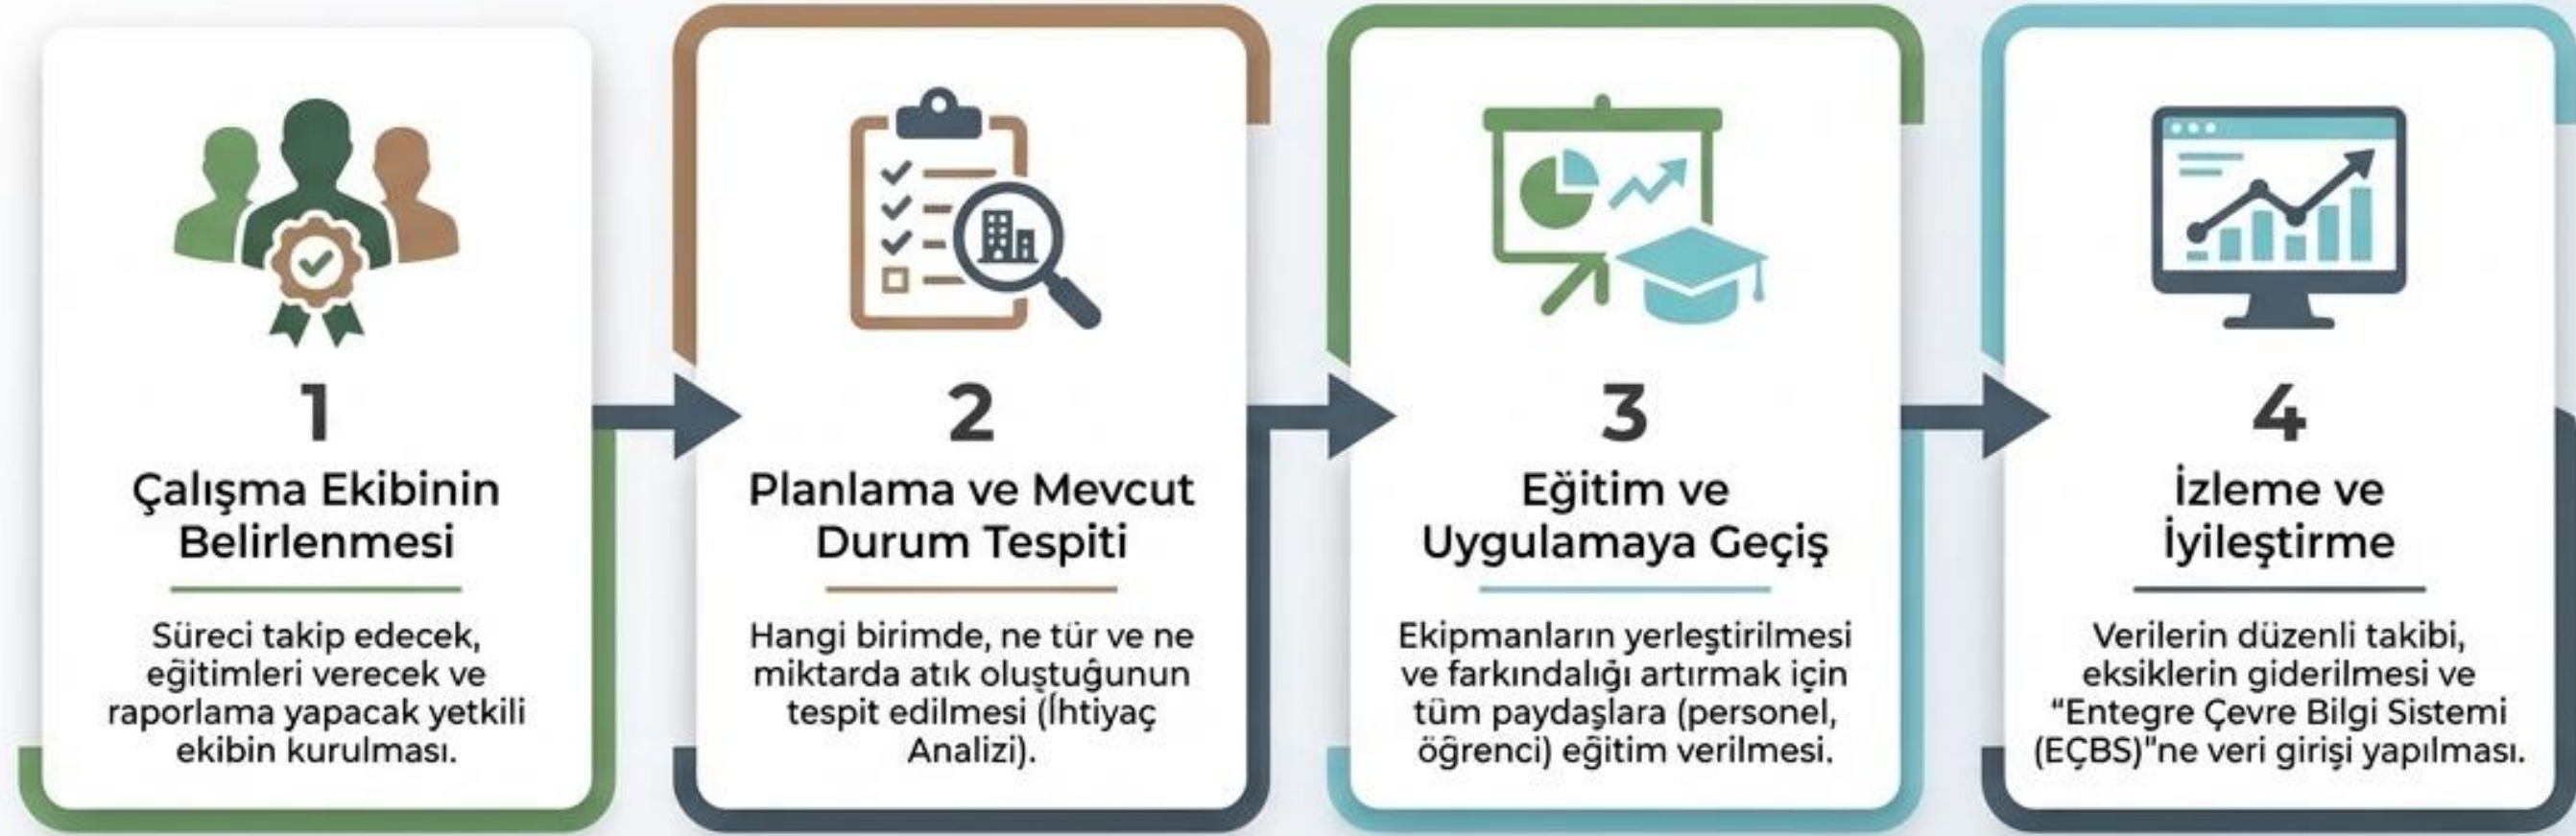 1
Çalışma Ekibinin
Belirlenmesi
Süreci takip edecek,
eğitimleri verecek ve
raporlama yapacak yetkili
ekibin kurulması.
2
Planlama ve Mevcut
Durum Tespiti
Hangi birimde, ne tür ve ne
miktarda atık oluştuğunun
tespit edilmesi (İhtiyaç
Analizi).
3
Eğitim ve
Uygulamaya Geçiş
Ekipmanların yerleştirilmesi
ve farkındalığı artırmak için
tüm paydaşlara (personel,
öğrenci) eğitim verilmesi.
4
İzleme ve
İyileştirme
Verilerin düzenli takibi,
eksiklerin giderilmesi ve
“Entegre Çevre Bilgi Sistemi
(EÇBS)"ne veri girişi yapılması.